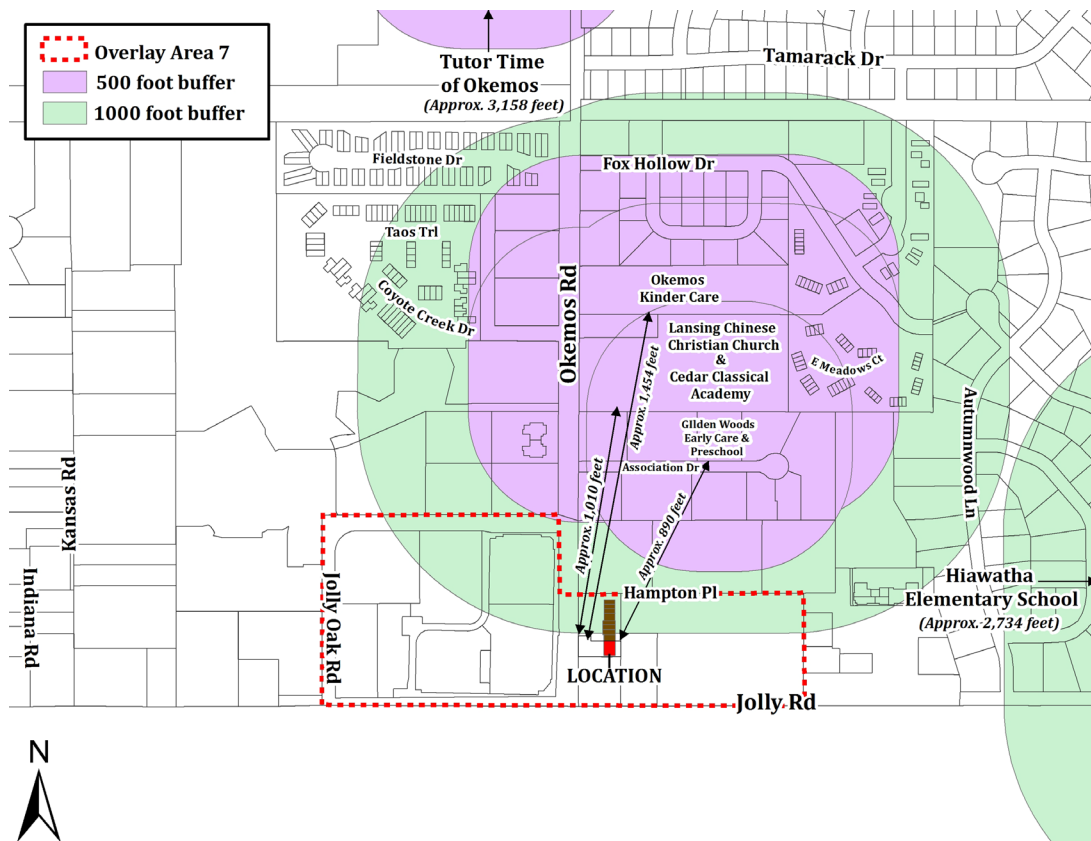 Overlay Area 7
500 foot buffer
1000 foot buffer
Tutor Time
of Okemos
(Approx. 3,158 feet)
Tamarack Dr
Fieldstone Dr
Fox Hollow Dr
Taos Trl
Coyote Creek Dr
Okemos Rd
Okemos
Kinder Care
Lansing Chinese
Christian Church
&
Cedar Classical
Academy
E Meadows Ct
GIlden Woods
Early Care &
Preschool
Association Dr
Approx. 1,454 feet
Approx. 1,010 feet
Approx. 890 feet
Autumnwood Ln
Kansas Rd
Indiana Rd
Jolly Oak Rd
Hampton Pl
Hiawatha
Elementary School
(Approx. 2,734 feet)
LOCATION
Jolly Rd
N